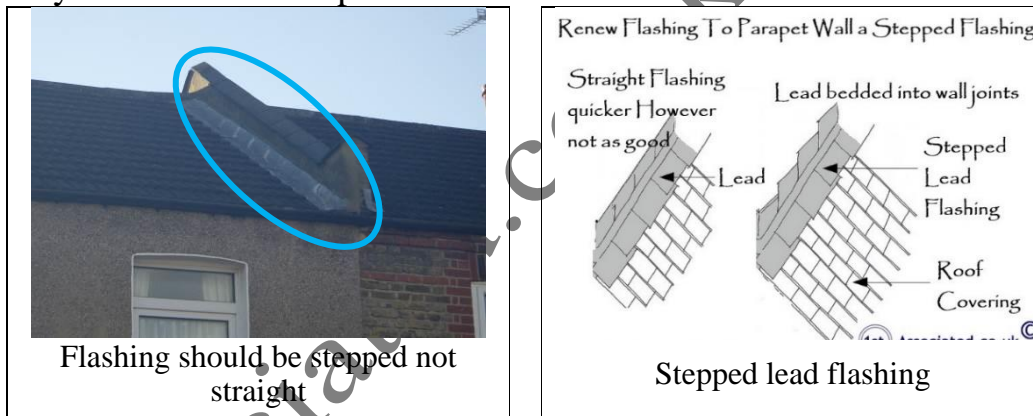 Flashing should be stepped not
straight
Renew Flashing To Parapet Wall a Stepped Flashing
Straight Flashing
quicker However
not as good
Lead bedded into wall joints
Lead
Stepped
Lead
Flashing
Roof
Covering
Stepped lead flashing